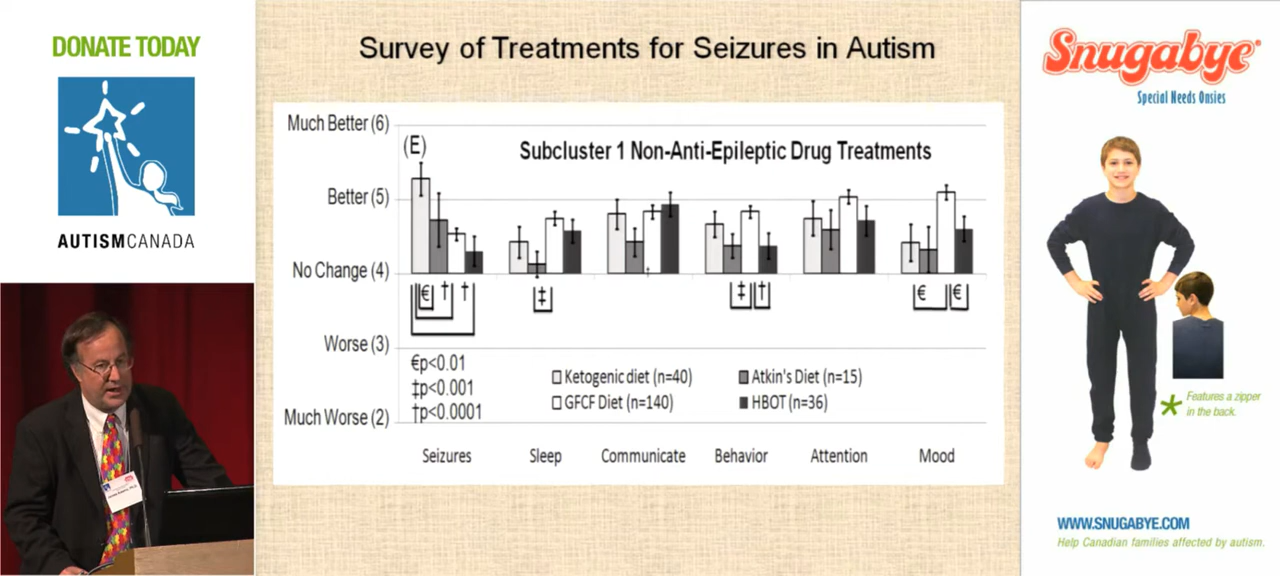 DONATE TODAY
AUTISMCANADA
Survey of Treatments for Seizures in Autism
Much Better (6)
Better (5)
No Change (4)
Worse (3)
Much Worse (2)
(E)
Subcluster 1 Non-Anti-Epileptic Drug Treatments
€ † †
‡
‡ †
€ €
€p<0.01
‡p<0.001
†p<0.0001
Ketogenic diet (n=40)
Atkin's Diet (n=15)
GFCF Diet (n=140)
HBOT (n=36)
Seizures Sleep Communicate Behavior Attention Mood
Snugabye®
Special Needs Onsies
* Features a zipper
in the back.
WWW.SNUGABYE.COM
Help Canadian families affected by autism.